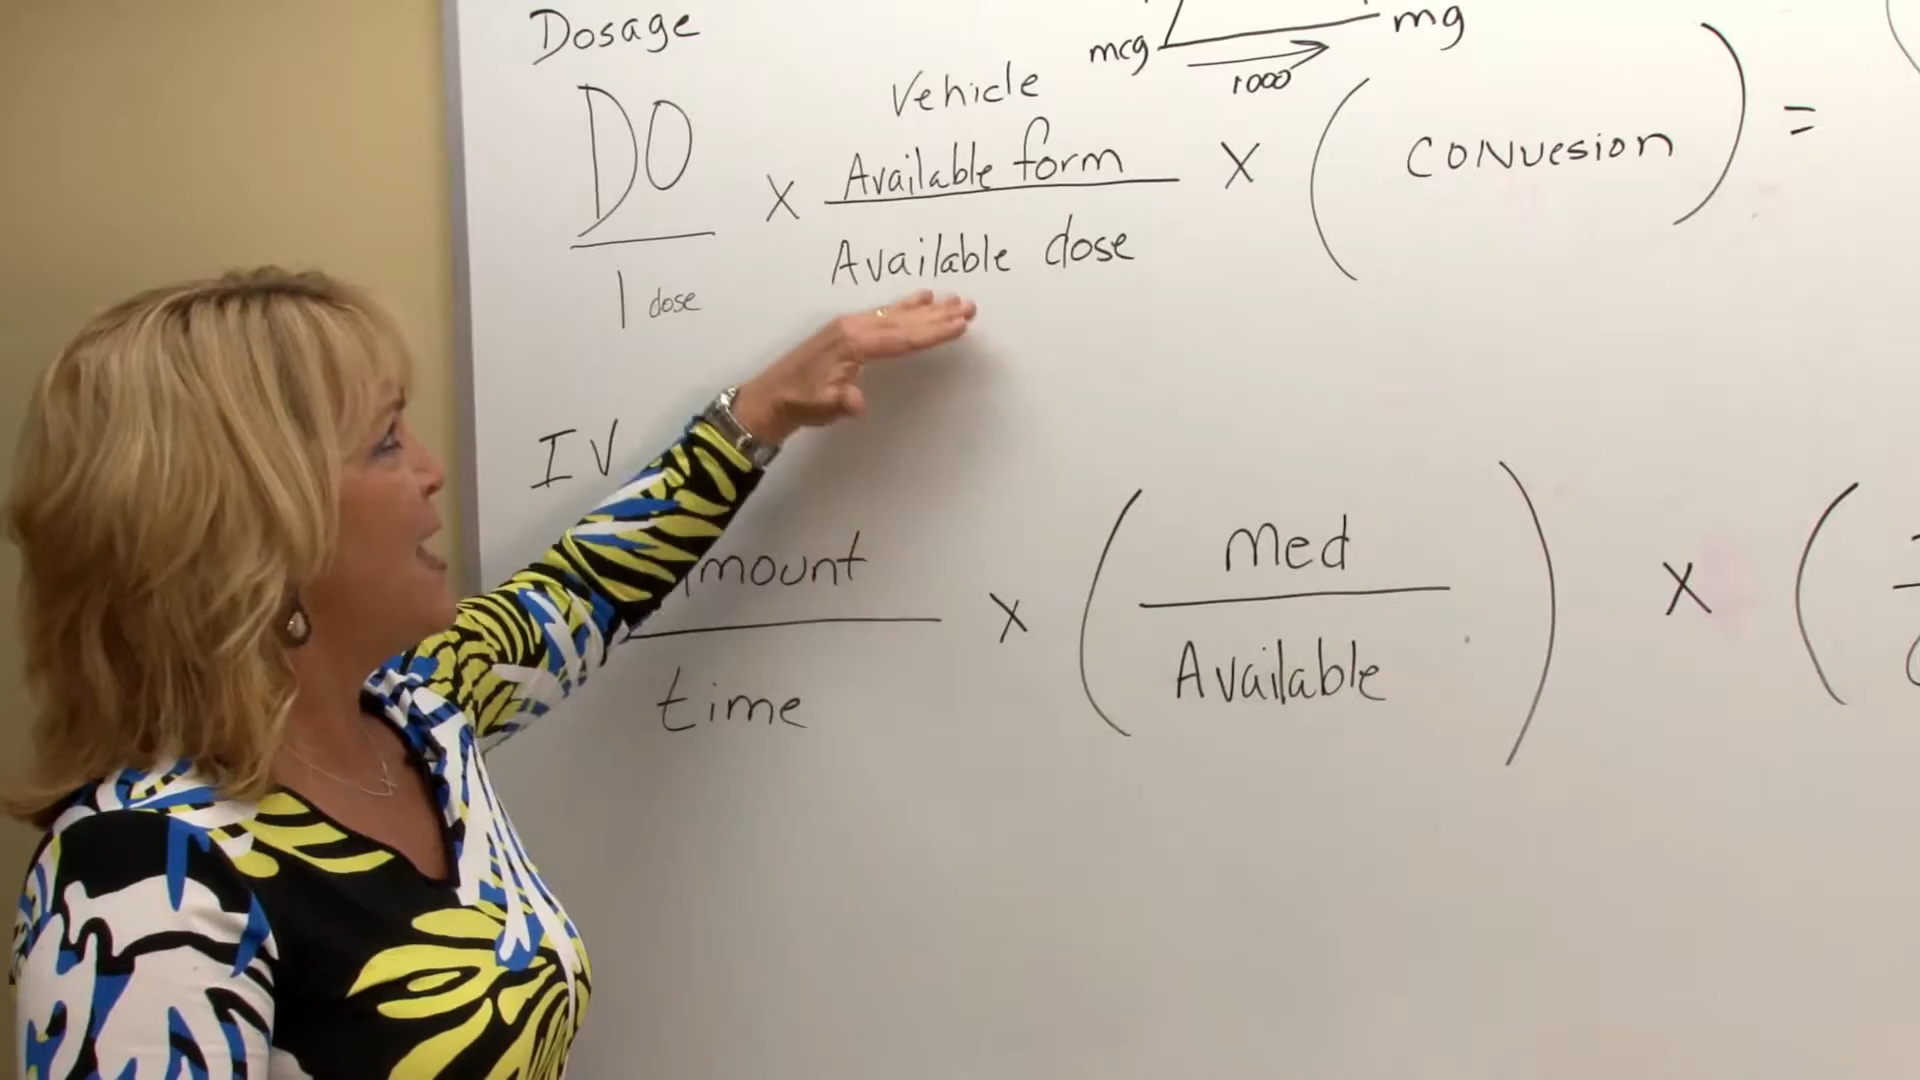 Dosage
mcg mg
1000
Vehicle
DO × Available form × ( CONVESION ) =
1 dose Available dose
IV
mount × ( Med ) × (
time Available